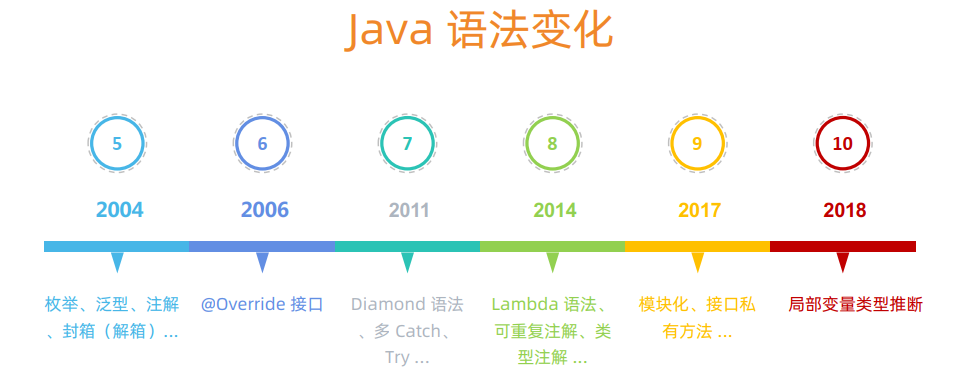 Java 语法变化
5
6
7
8
9
10
2004
2006
2011
2014
2017
2018
枚举、泛型、注解
、封箱（解箱）...
@Override 接口
Diamond 语法
、多 Catch、
Try ...
Lambda 语法、
可重复注解、类
型注解 ...
模块化、接口私
有方法 ...
局部变量类型推断